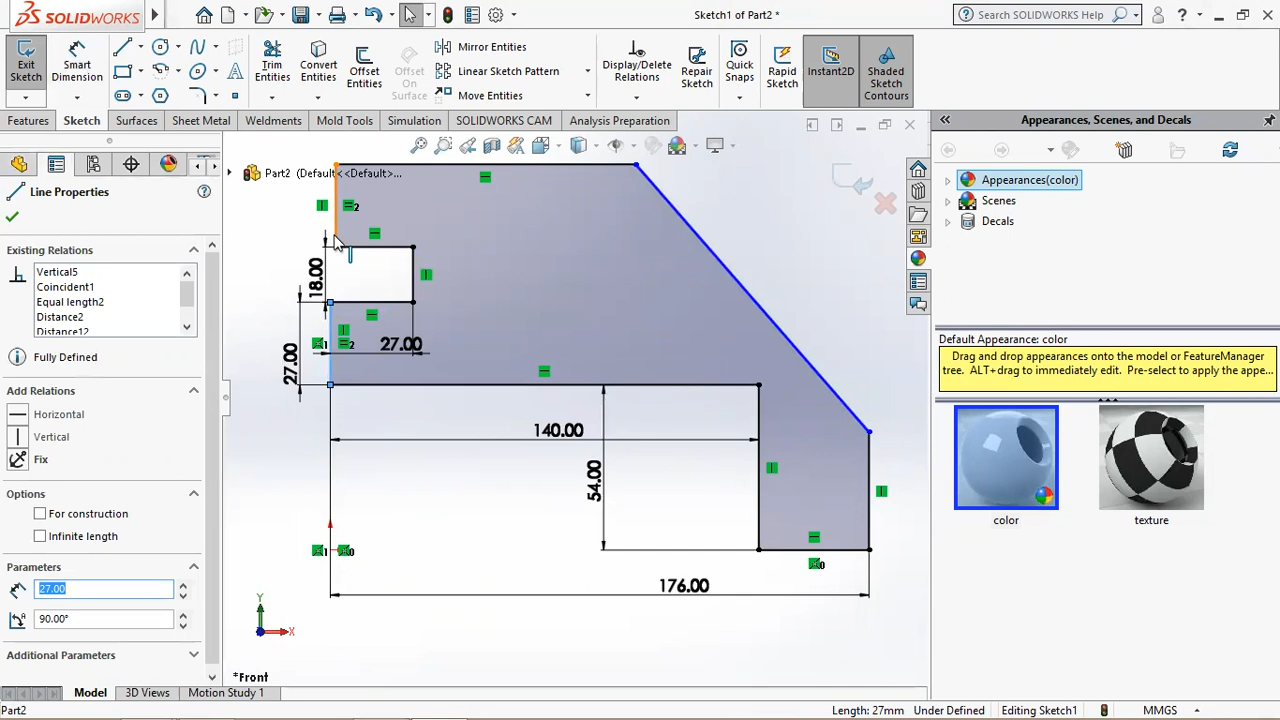 SOLIDWORKS
Sketch1 of Part2 *
Search SOLIDWORKS Help
Exit Sketch
Smart Dimension
Trim Entities
Convert Entities
Offset Entities
Offset On Surface
Mirror Entities
Linear Sketch Pattern
Move Entities
Display/Delete Relations
Repair Sketch
Quick Snaps
Rapid Sketch
Instant2D
Shaded Sketch Contours
Features
Sketch
Surfaces
Sheet Metal
Weldments
Mold Tools
Simulation
SOLIDWORKS CAM
Analysis Preparation
Line Properties
Existing Relations
Vertical5
Coincident1
Equal length2
Distance2
Distance12
Fully Defined
Add Relations
Horizontal
Vertical
Fix
Options
For construction
Infinite length
Parameters
27.00
90.00°
Additional Parameters
Part2 (Default<<Default>...
2
18.00
27.00
1
2
27.00
140.00
54.00
1
0
0
176.00
Y
X
*Front
Appearances, Scenes, and Decals
Appearances(color)
Scenes
Decals
Default Appearance: color
Drag and drop appearances onto the model or FeatureManager
tree. ALT+drag to immediately edit. Pre-select to apply the appe...
color
texture
Model
3D Views
Motion Study 1
Part2
Length: 27mm
Under Defined
Editing Sketch1
MMGS